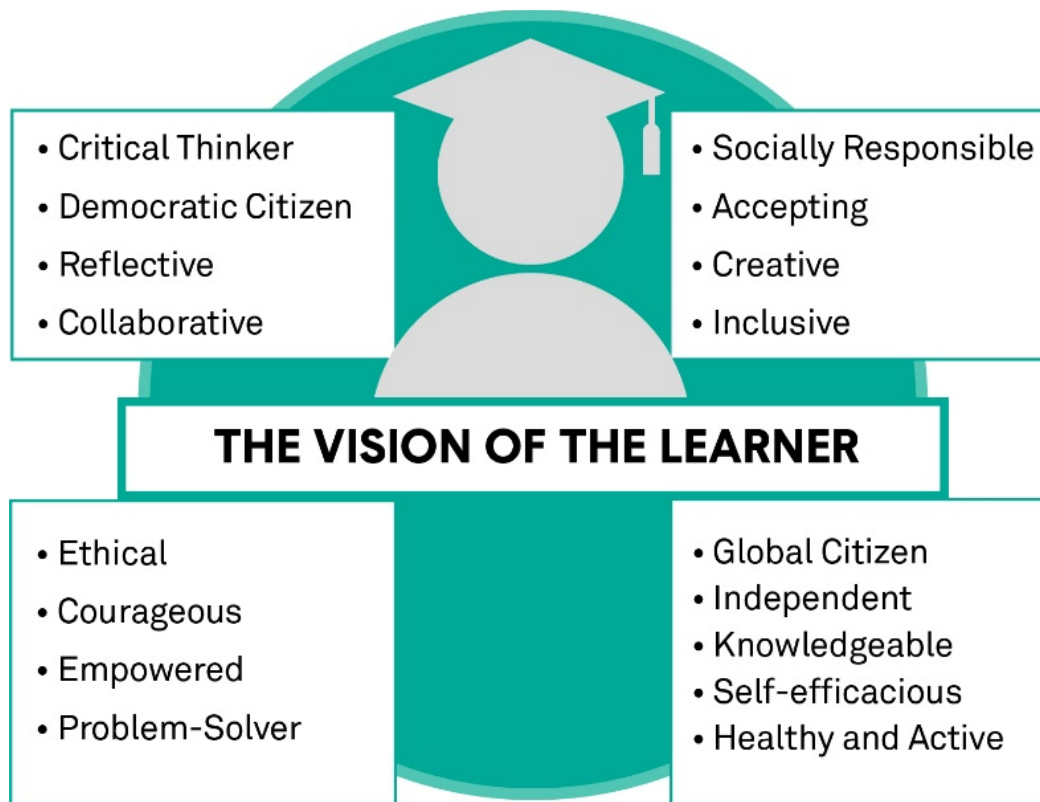 • Critical Thinker
• Democratic Citizen
• Reflective
• Collaborative
• Socially Responsible
• Accepting
• Creative
• Inclusive
THE VISION OF THE LEARNER
• Ethical
• Courageous
• Empowered
• Problem-Solver
• Global Citizen
• Independent
• Knowledgeable
• Self-efficacious
• Healthy and Active